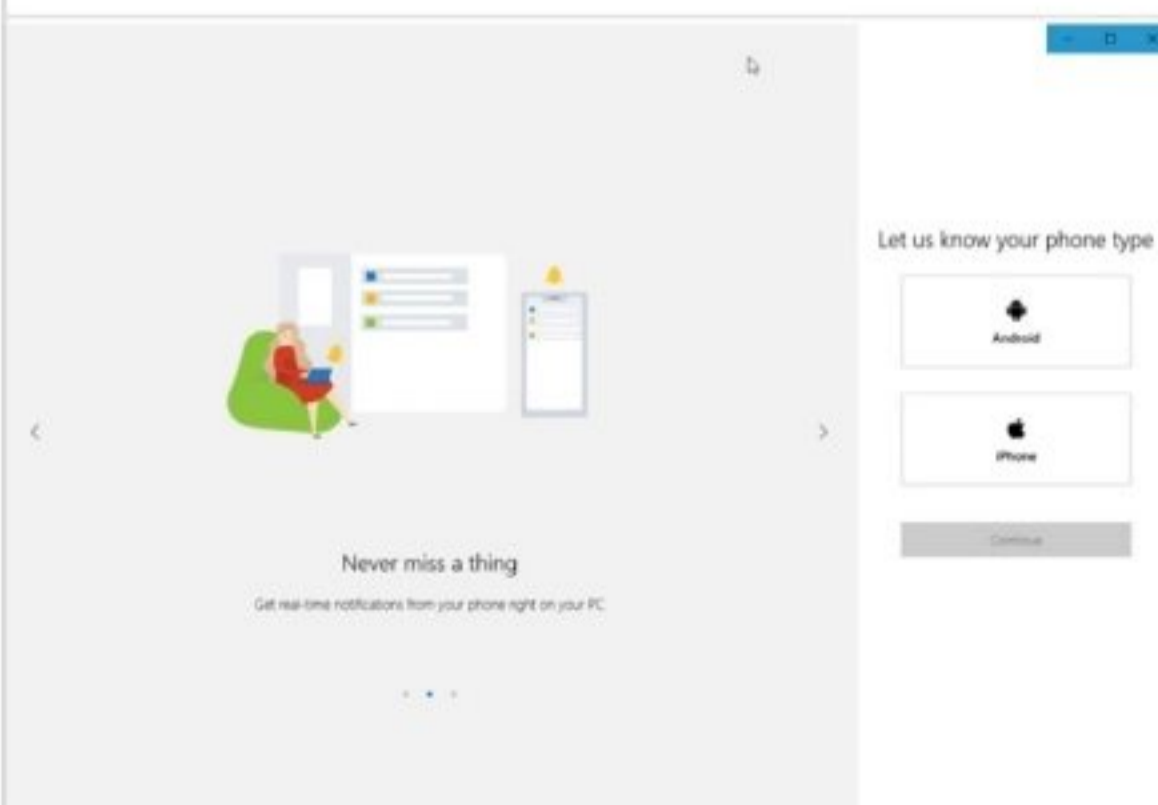 Never miss a thing
Get real-time notifications from your phone right on your PC
Let us know your phone type
Android
iPhone
Continue